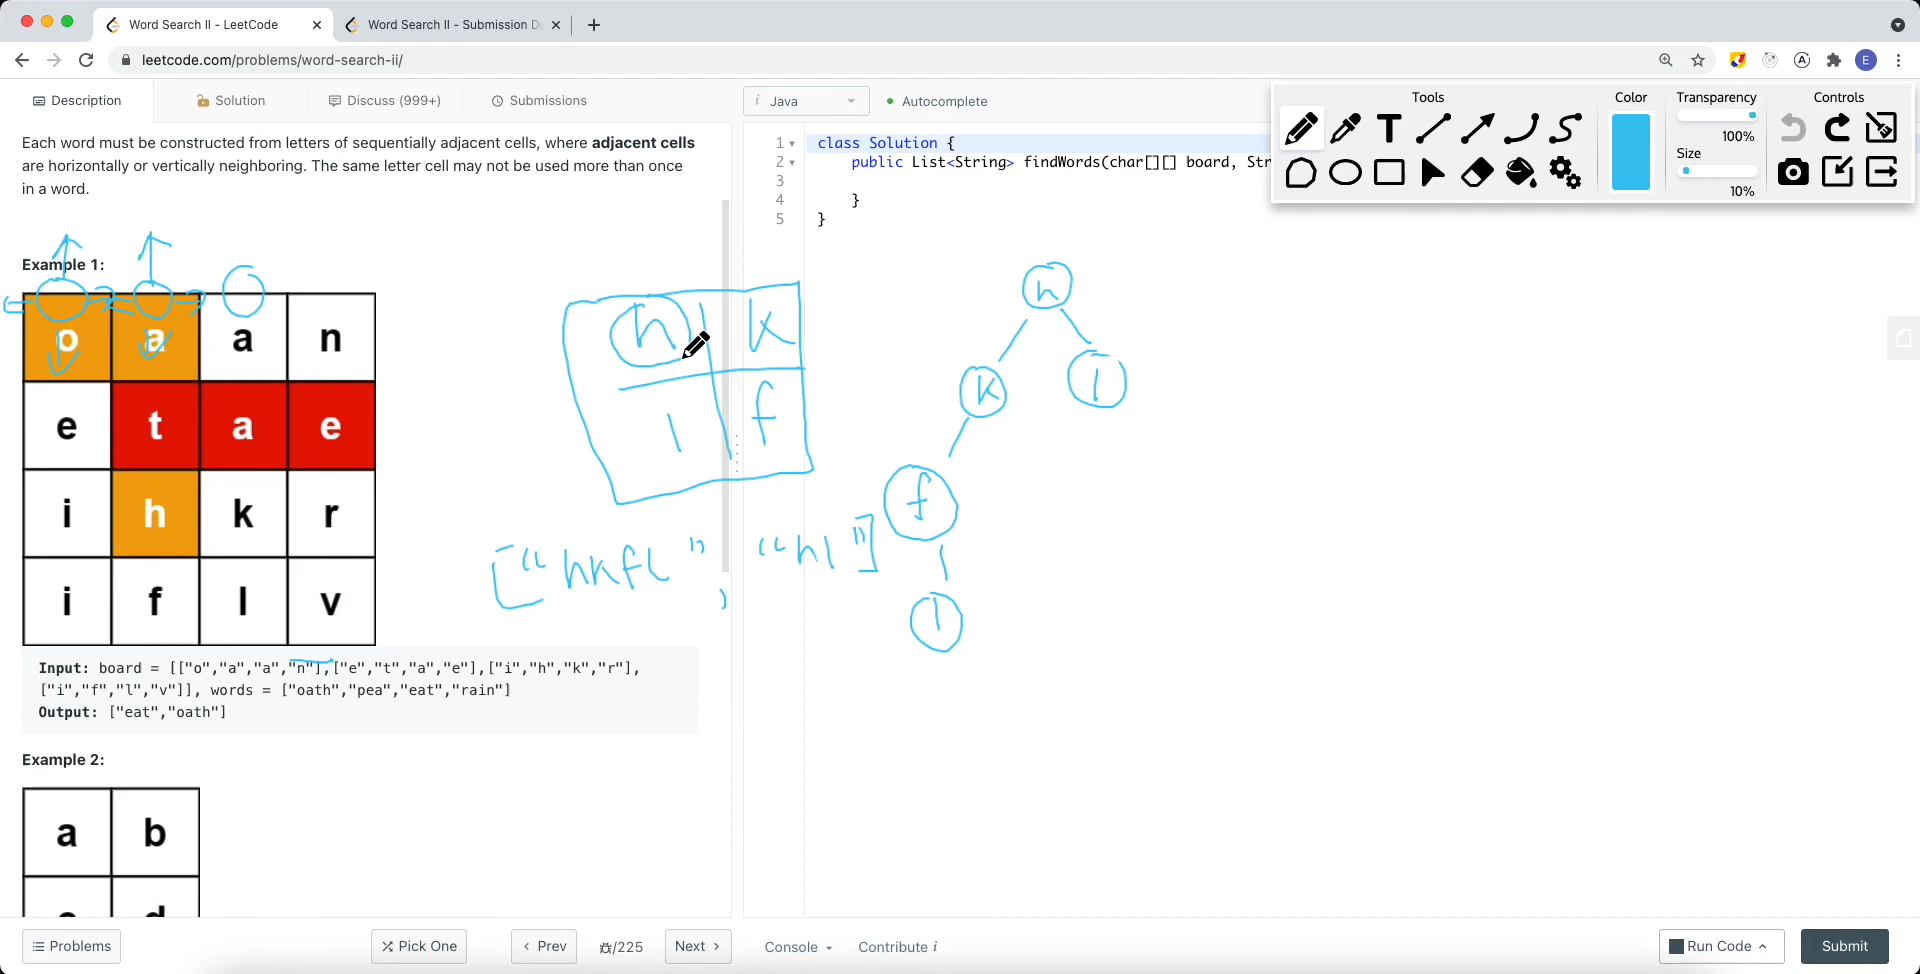 Word Search II - LeetCode
Word Search II - Submission De
leetcode.com/problems/word-search-ii/
E
Description
Solution
Discuss (999+)
Submissions
i Java
Autocomplete
Tools
Color
Transparency
Controls
100%
Size
10%
Each word must be constructed from letters of sequentially adjacent cells, where adjacent cells
are horizontally or vertically neighboring. The same letter cell may not be used more than once
in a word.
1 class Solution {
2 public List<String> findWords(char[][] board, Str
3
4 }
5 }
Example 1:
o a a n
e t a e
i h k r
i f l v
h k
l f
["hkfl", "hl"]
h
k l
f
l
Input: board = [["o","a","a","n"],["e","t","a","e"],["i","h","k","r"],
["i","f","l","v"]], words = ["oath","pea","eat","rain"]
Output: ["eat","oath"]
Example 2:
a b
c d
Problems
Pick One
Prev
/225
Next
Console
Contribute i
Run Code
Submit